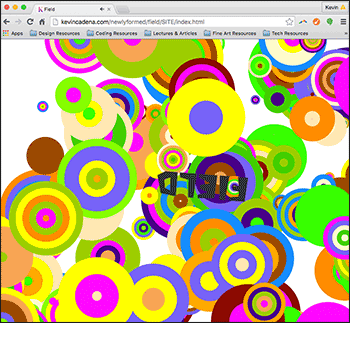 Field
Kevin
kevincadena.com/newlyformed/field/SITE/index.html
Apps
Design Resources
Coding Resources
Lectures & Articles
Fine Art Resources
Tech Resources